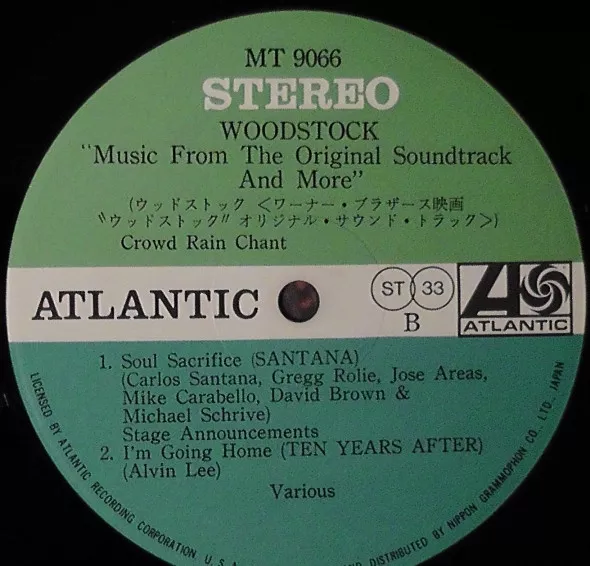 MT 9066
STEREO
WOODSTOCK
"Music From The Original Soundtrack
And More"
(ウッドストック <ワーナー・ブラザース映画
"ウッドストック" オリジナル・サウンド・トラック>)
Crowd Rain Chant
ATLANTIC
ST 33
B
ATLANTIC
1. Soul Sacrifice (SANTANA)
(Carlos Santana, Gregg Rolie, Jose Areas,
Mike Carabello, David Brown &
Michael Schrive)
Stage Announcements
2. I'm Going Home (TEN YEARS AFTER)
(Alvin Lee)
Various
LICENSED BY ATLANTIC RECORDING CORPORATION U.S.A.
AND DISTRIBUTED BY NIPPON GRAMMOPHON CO., LTD., JAPAN